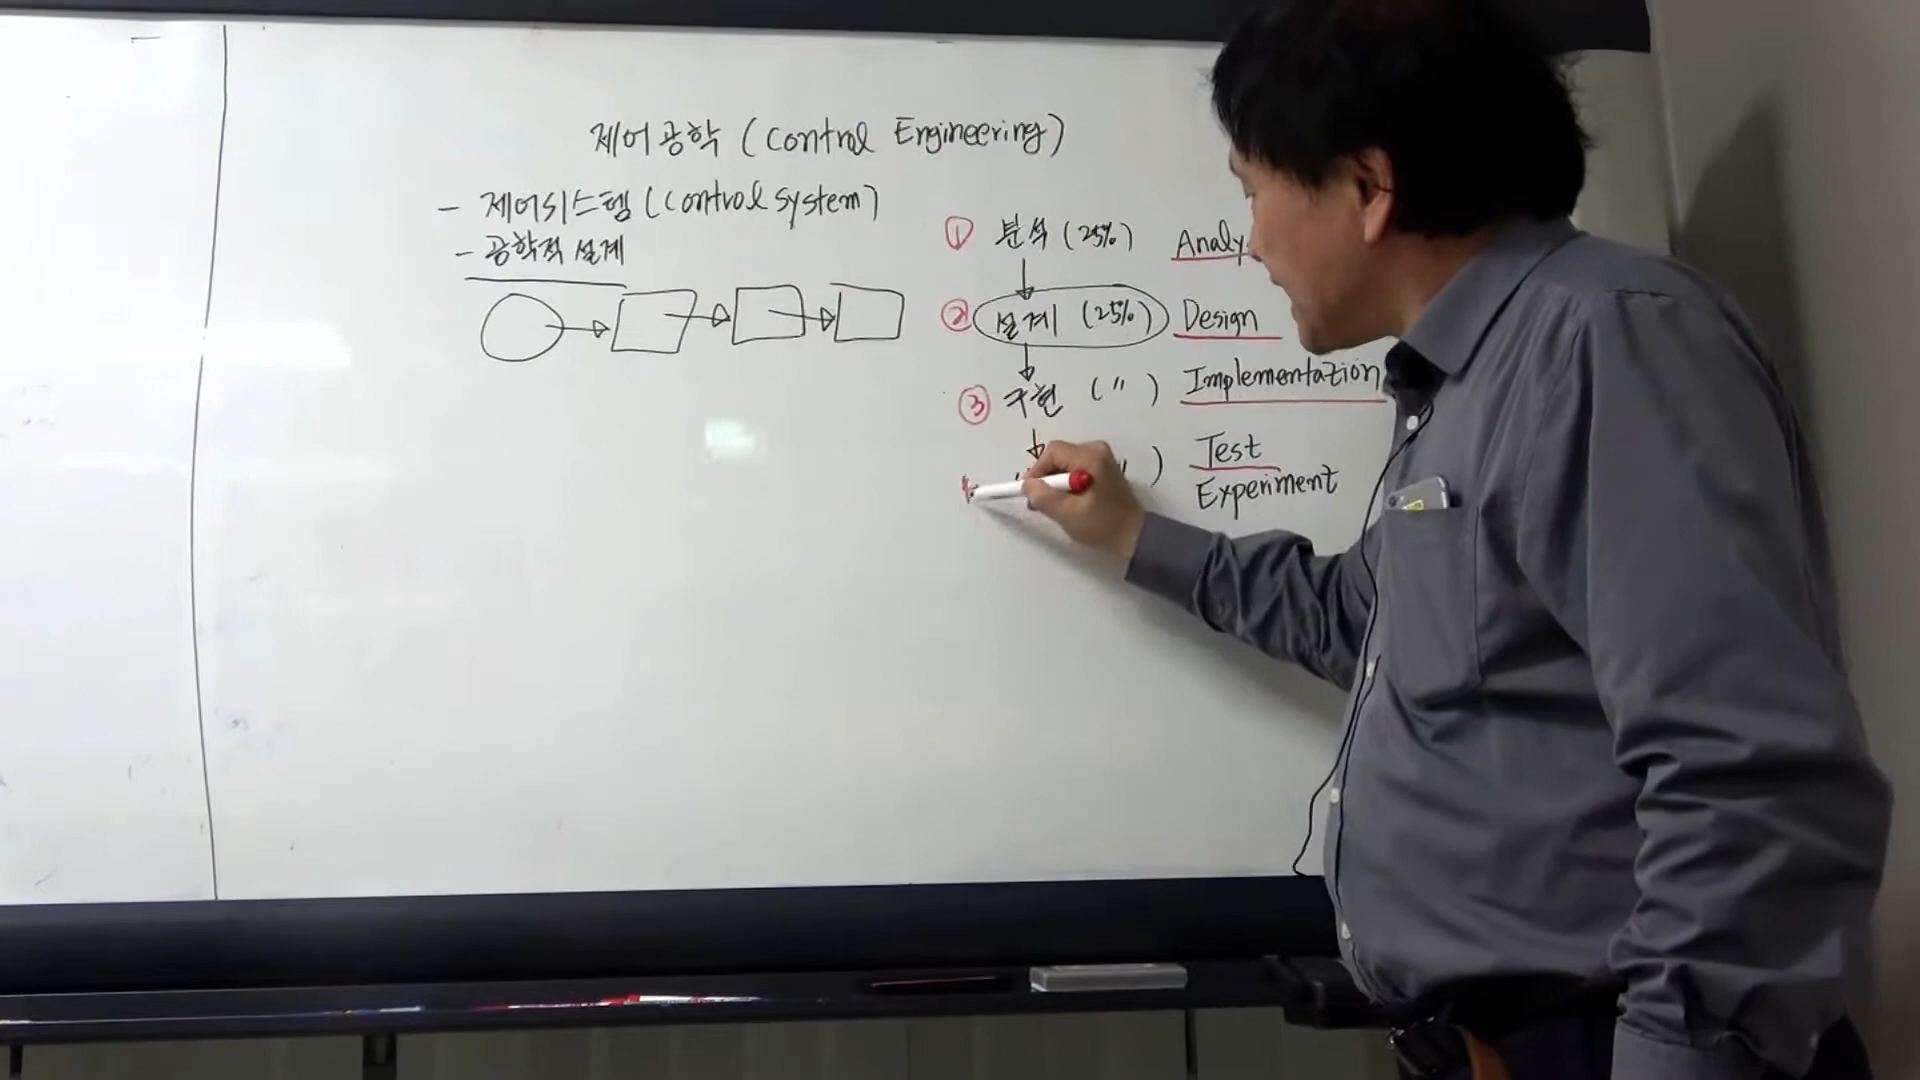 제어공학 (Control Engineering)
- 제어시스템 (Control System)
- 공학적 설계
① 분석 (25%)
Analy
② 설계 (25%)
Design
③ 구현 (〃)
Implementation
〃 )
Test
Experiment